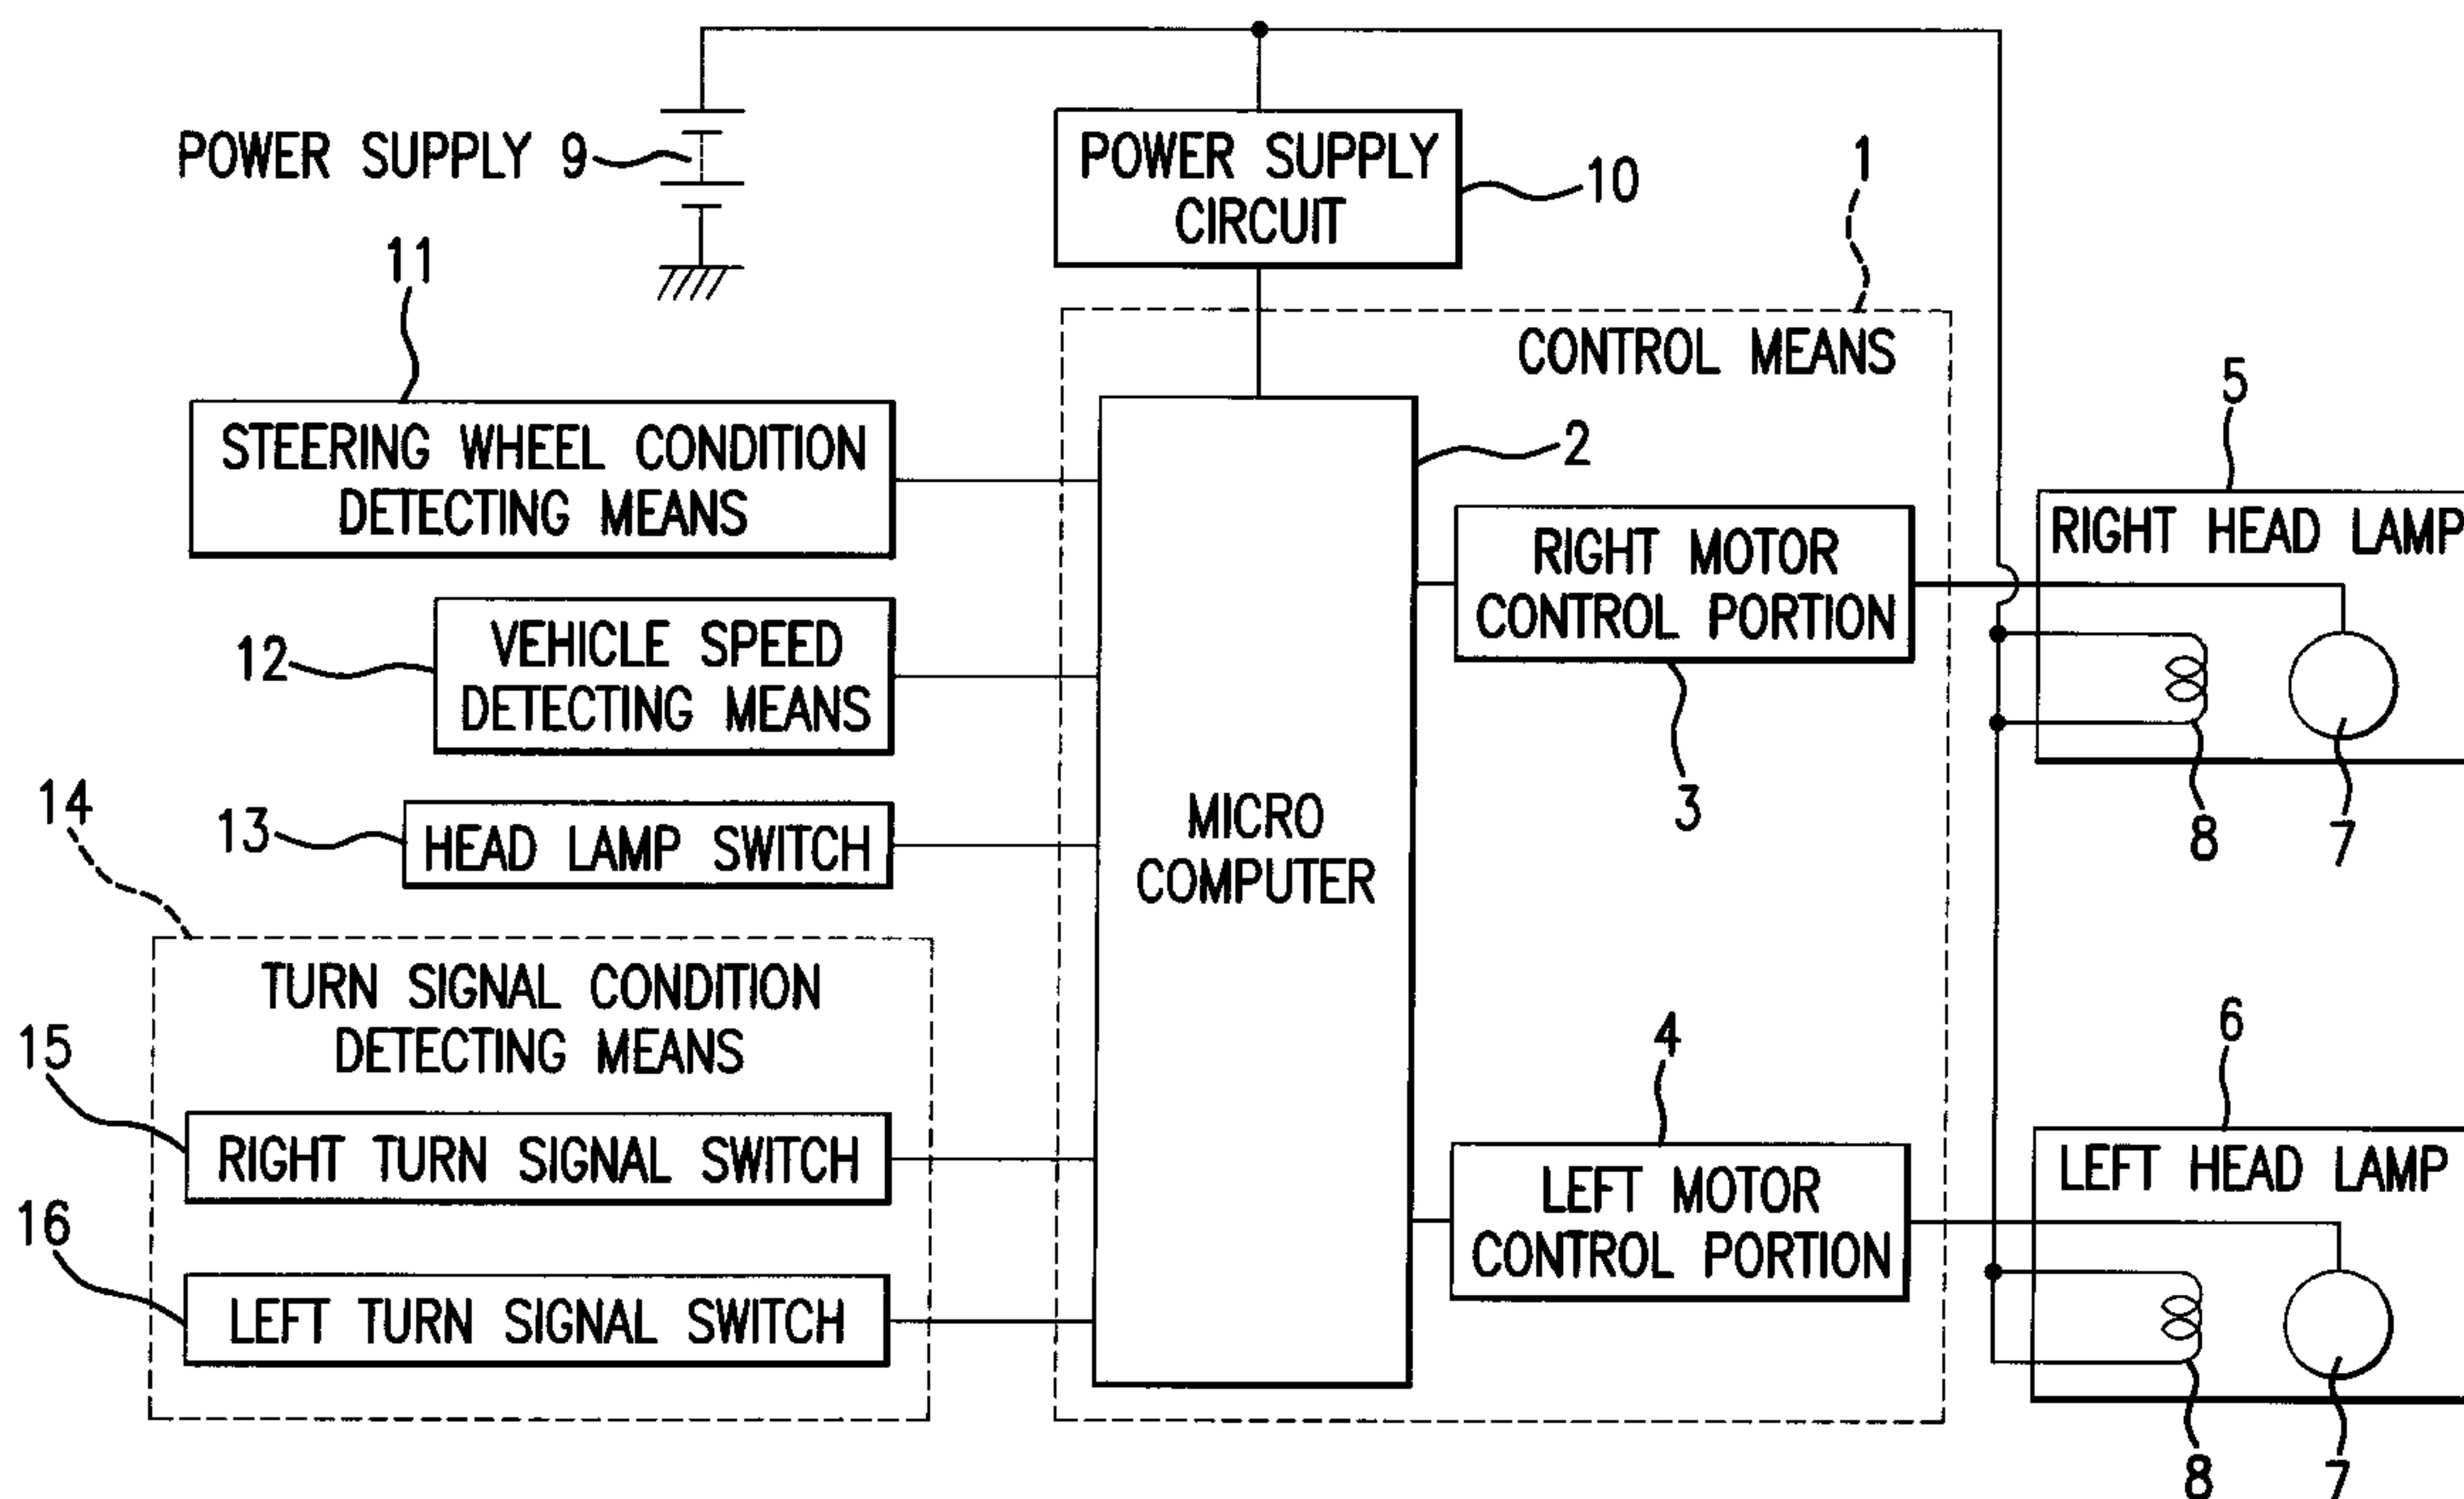 POWER SUPPLY 9
POWER SUPPLY
CIRCUIT
10
1
11
CONTROL MEANS
STEERING WHEEL CONDITION
DETECTING MEANS
2
5
RIGHT HEAD LAMP
RIGHT MOTOR
CONTROL PORTION
12
VEHICLE SPEED
DETECTING MEANS
3
8
7
14
13
HEAD LAMP SWITCH
MICRO
COMPUTER
TURN SIGNAL CONDITION
DETECTING MEANS
15
RIGHT TURN SIGNAL SWITCH
16
LEFT TURN SIGNAL SWITCH
4
LEFT MOTOR
CONTROL PORTION
6
LEFT HEAD LAMP
8
7